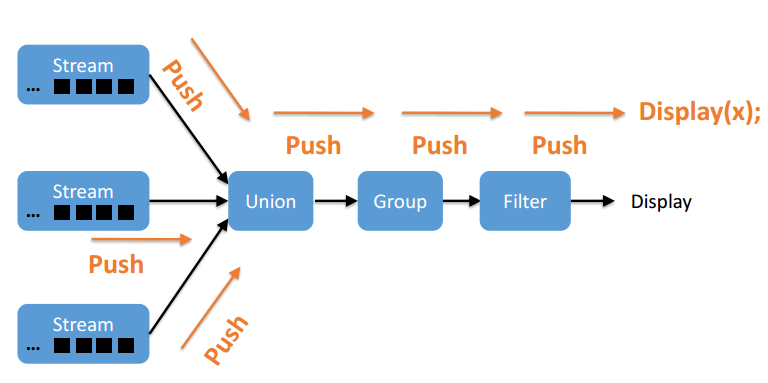 Stream
...
Push
Display(x);
Push
Push
Push
Stream
...
Union
Group
Filter
Display
Push
Stream
...
Push